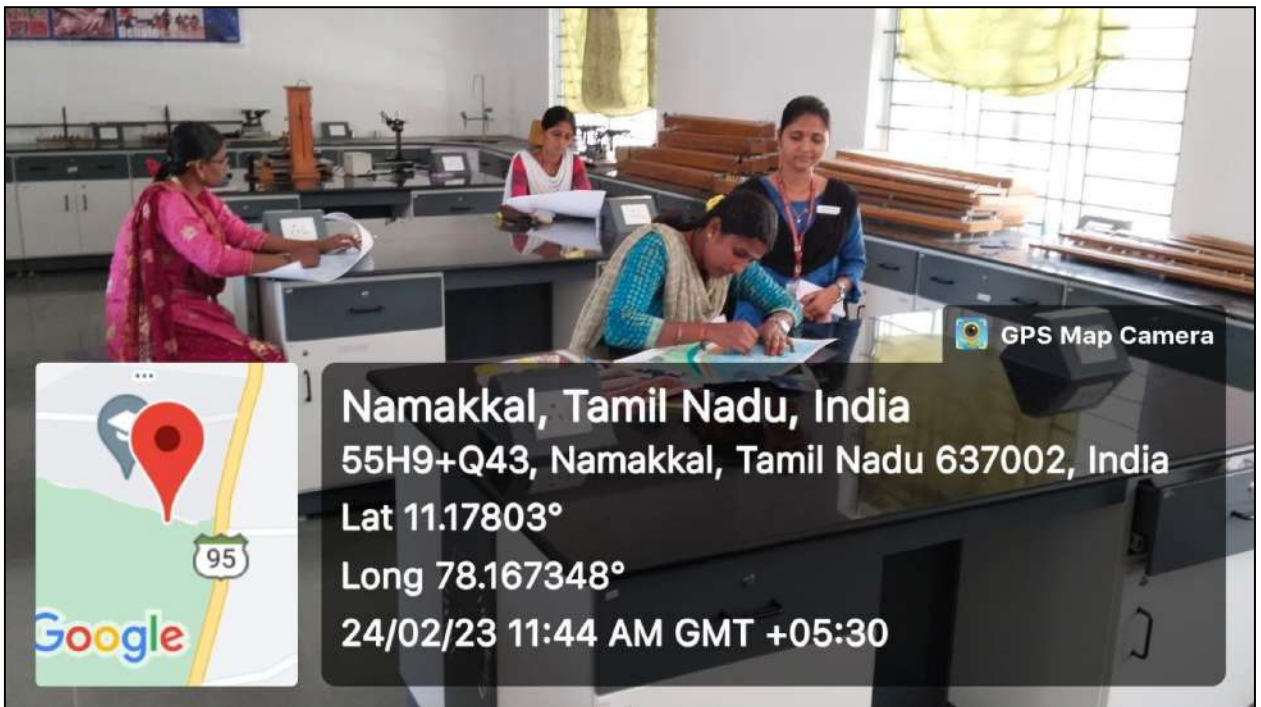 Debate
GPS Map Camera
Namakkal, Tamil Nadu, India
55H9+Q43, Namakkal, Tamil Nadu 637002, India
Lat 11.17803°
Long 78.167348°
24/02/23 11:44 AM GMT +05:30
95
Google